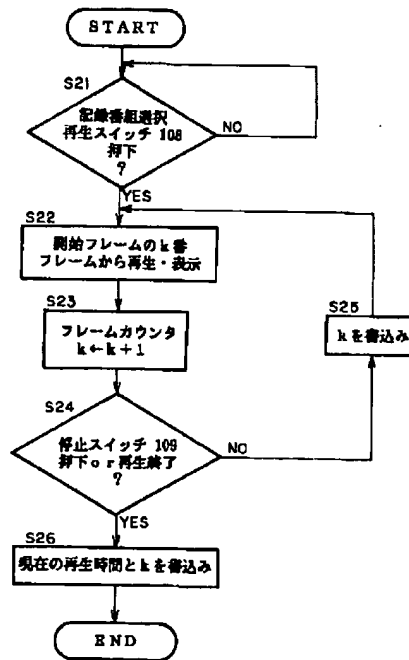 START
S21
記録番組選択
再生スイッチ 108
押下
?
NO
YES
S22
開始フレームのk番
フレームから再生・表示
S23
フレームカウンタ
k←k+1
S25
kを書込み
S24
停止スイッチ 109
押下or再生終了
?
NO
YES
S26
現在の再生時間とkを書込み
END